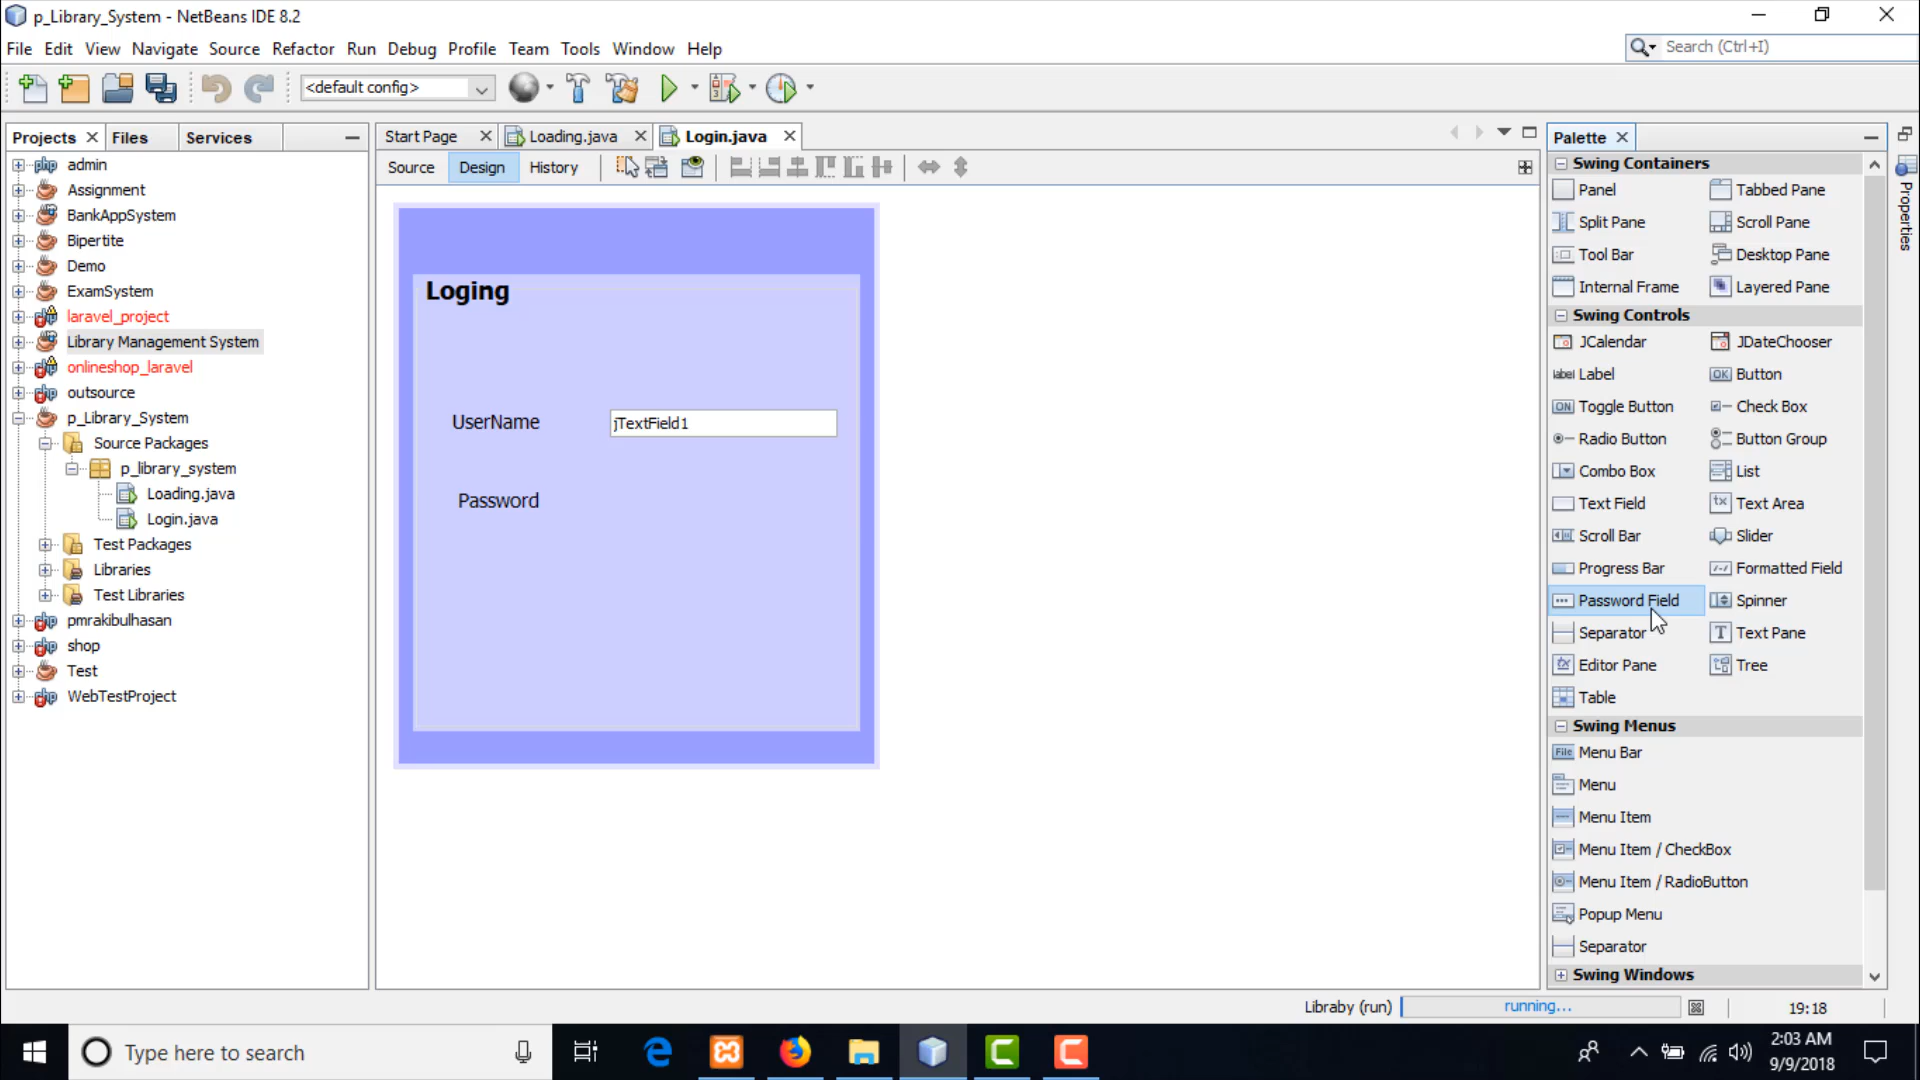 p_Library_System - NetBeans IDE 8.2
File Edit View Navigate Source Refactor Run Debug Profile Team Tools Window Help
Search (Ctrl+I)
<default config>
Projects Files Services
Start Page Loading.java Login.java
Palette
Source Design History
Properties
admin
Assignment
BankAppSystem
Bipertite
Demo
ExamSystem
laravel_project
Library Management System
onlineshop_laravel
outsource
p_Library_System
Source Packages
p_library_system
Loading.java
Login.java
Test Packages
Libraries
Test Libraries
pmrakibulhasan
shop
Test
WebTestProject
Loging
UserName jTextField1
Password
Swing Containers
Panel Tabbed Pane
Split Pane Scroll Pane
Tool Bar Desktop Pane
Internal Frame Layered Pane
Swing Controls
JCalendar JDateChooser
label Label OK Button
ON Toggle Button Check Box
Radio Button Button Group
Combo Box List
Text Field Text Area
Scroll Bar Slider
Progress Bar Formatted Field
Password Field Spinner
Separator Text Pane
Editor Pane Tree
Table
Swing Menus
File Menu Bar
Menu
Menu Item
Menu Item / CheckBox
Menu Item / RadioButton
Popup Menu
Separator
Swing Windows
Libraby (run) running... 19:18
Type here to search
2:03 AM
9/9/2018